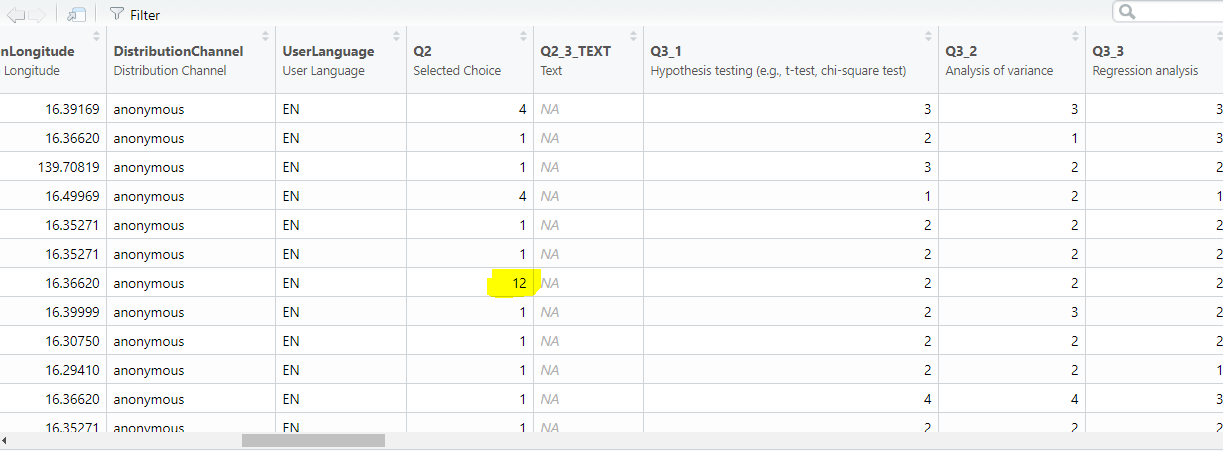 Filter
nLongitude DistributionChannel UserLanguage Q2 Q2_3_TEXT Q3_1 Q3_2 Q3_3
Longitude Distribution Channel User Language Selected Choice Text Hypothesis testing (e.g., t-test, chi-square test) Analysis of variance Regression analysis
16.39169 anonymous EN 4 NA 3 3 3
16.36620 anonymous EN 1 NA 2 1 3
139.70819 anonymous EN 1 NA 3 2 2
16.49969 anonymous EN 4 NA 1 2 1
16.35271 anonymous EN 1 NA 2 2 2
16.35271 anonymous EN 1 NA 2 2 2
16.36620 anonymous EN 12 NA 2 2 2
16.39999 anonymous EN 1 NA 2 3 2
16.30750 anonymous EN 1 NA 2 2 2
16.29410 anonymous EN 1 NA 2 2 1
16.36620 anonymous EN 1 NA 4 4 3
16.35271 anonymous EN 1 NA 2 2 2